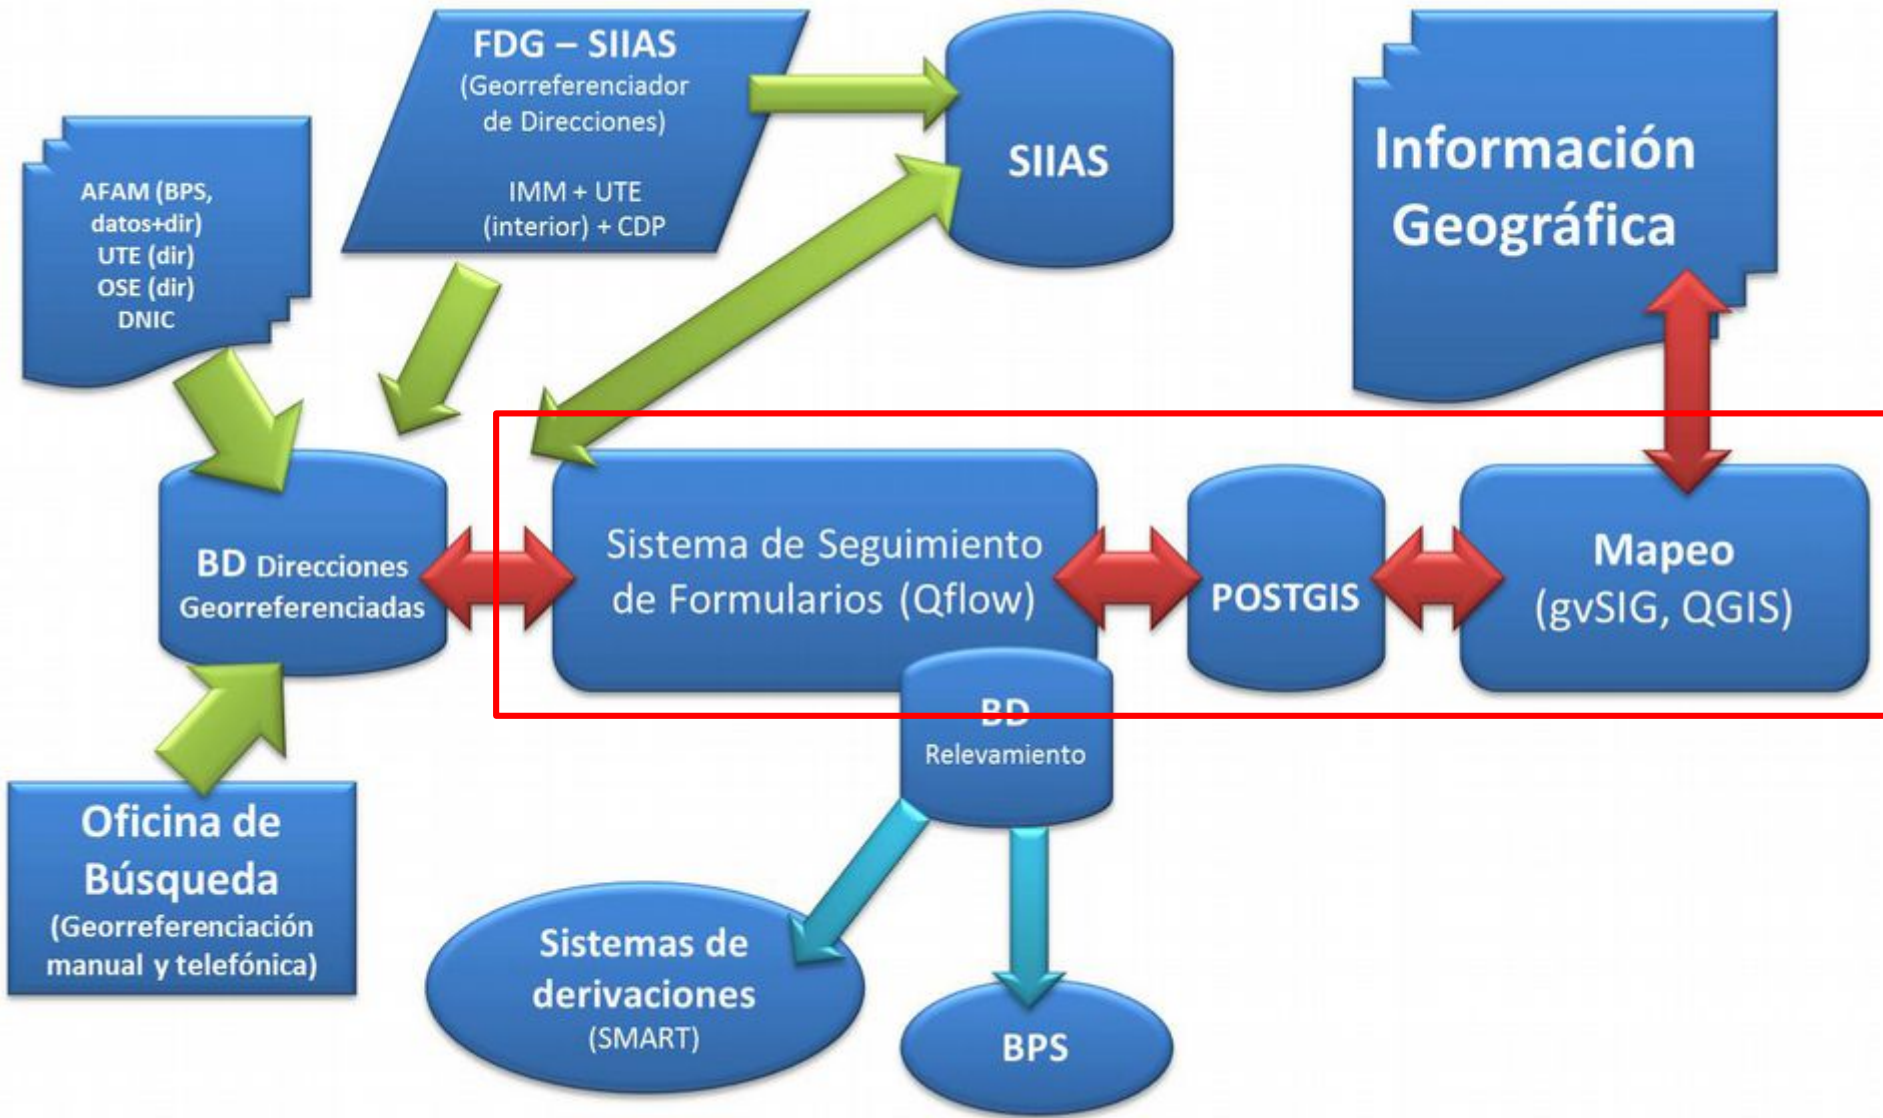 FDG – SIIAS
(Georreferenciador
de Direcciones)
IMM + UTE
(interior) + CDP
SIIAS
Información
Geográfica
AFAM (BPS,
datos+dir)
UTE (dir)
OSE (dir)
DNIC
BD Direcciones
Georreferenciadas
Sistema de Seguimiento
de Formularios (Qflow)
POSTGIS
Mapeo
(gvSIG, QGIS)
BD
Relevamiento
Oficina de
Búsqueda
(Georreferenciación
manual y telefónica)
Sistemas de
derivaciones
(SMART)
BPS